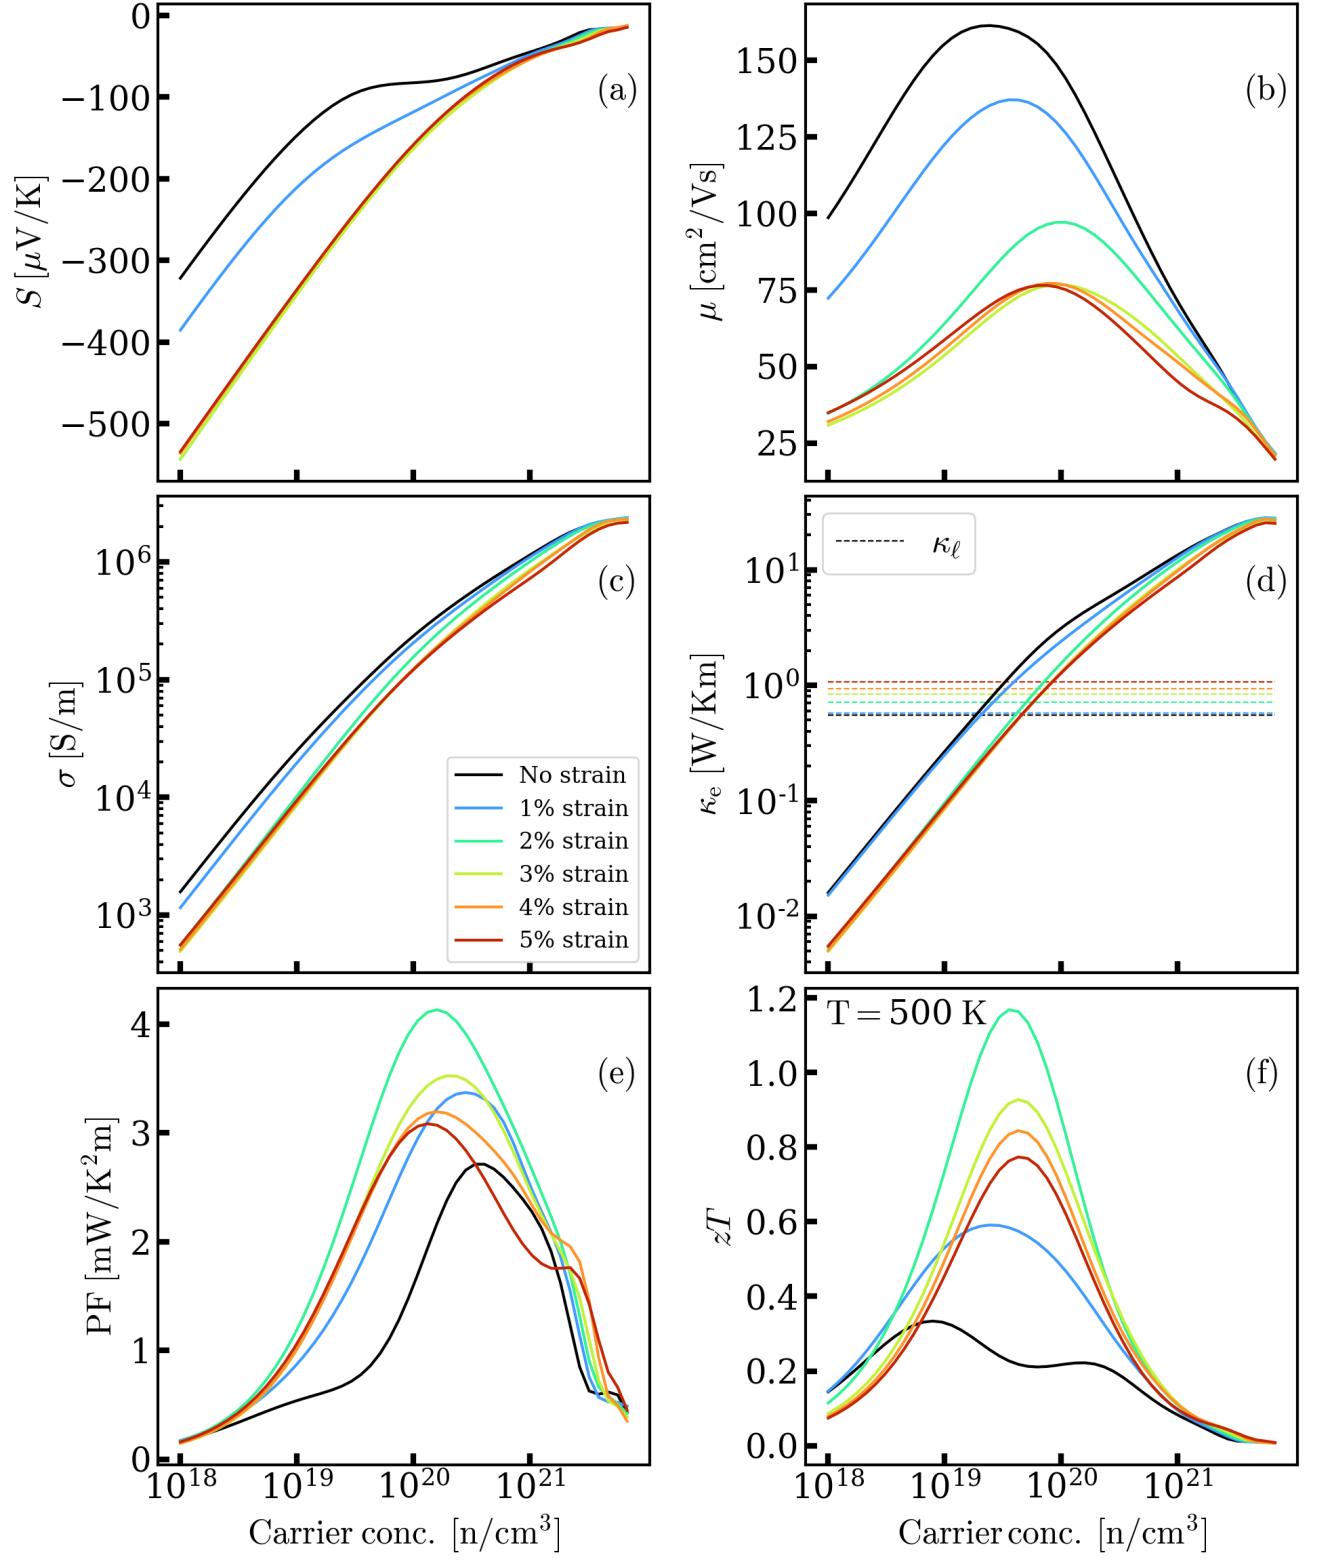 0
−100
−200
−300
−400
−500
S [μV/K]
(a)
150
125
100
75
50
25
μ [cm²/Vs]
(b)
10⁶
10⁵
10⁴
10³
σ [S/m]
(c)
No strain
1% strain
2% strain
3% strain
4% strain
5% strain
10¹
10⁰
10⁻¹
10⁻²
κₑ [W/Km]
κ_ℓ
(d)
4
3
2
1
0
PF [mW/K²m]
(e)
10¹⁸ 10¹⁹ 10²⁰ 10²¹
Carrier conc. [n/cm³]
1.2
1.0
0.8
0.6
0.4
0.2
0.0
zT
T = 500 K
(f)
10¹⁸ 10¹⁹ 10²⁰ 10²¹
Carrier conc. [n/cm³]